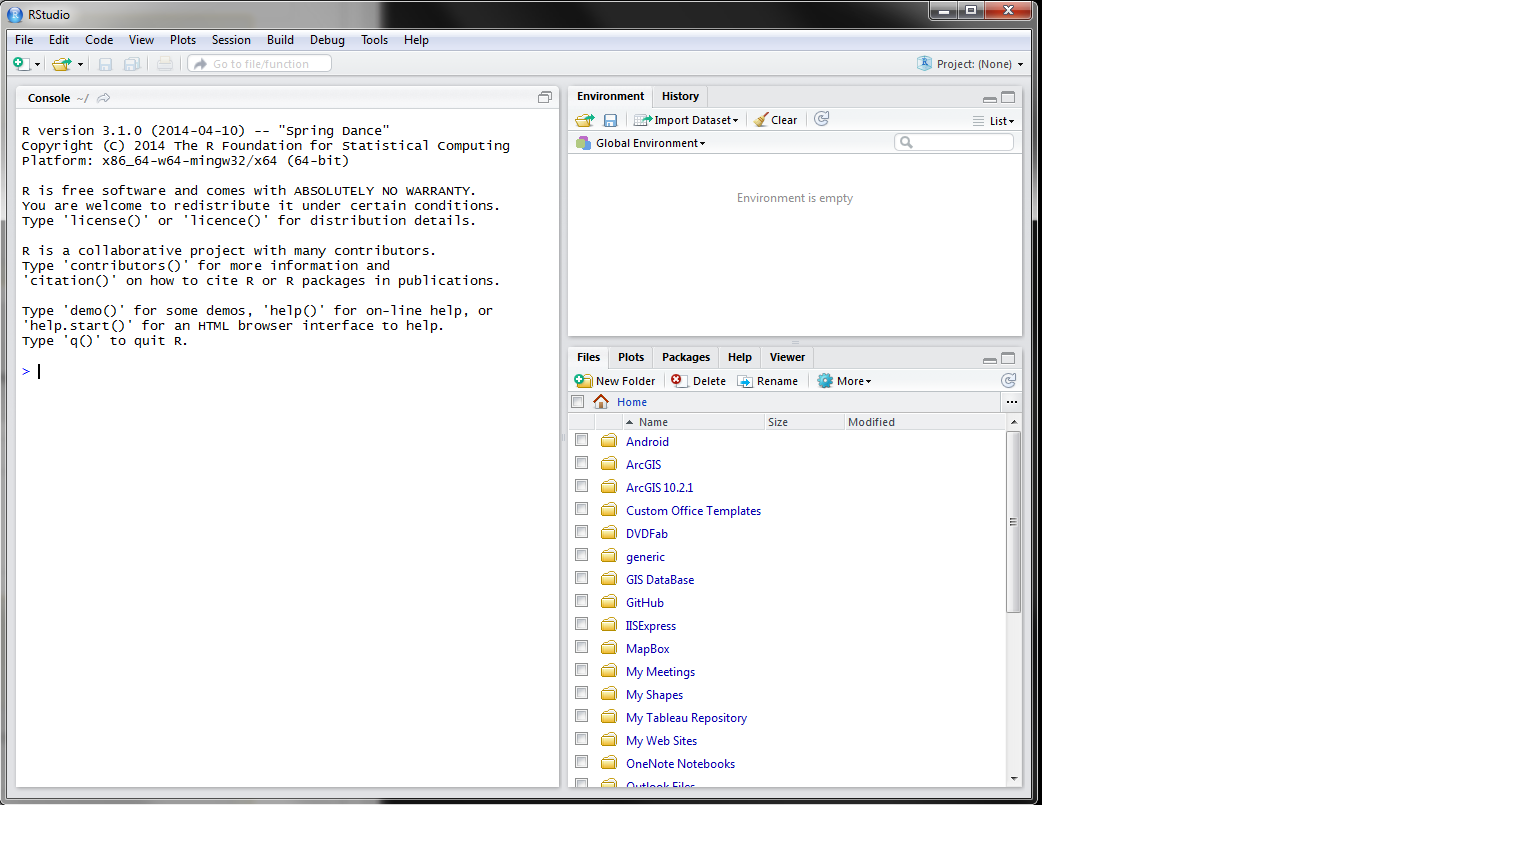 RStudio
File Edit Code View Plots Session Build Debug Tools Help
Go to file/function
Project: (None)
Console ~/
R version 3.1.0 (2014-04-10) -- "Spring Dance"
Copyright (C) 2014 The R Foundation for Statistical Computing
Platform: x86_64-w64-mingw32/x64 (64-bit)
R is free software and comes with ABSOLUTELY NO WARRANTY.
You are welcome to redistribute it under certain conditions.
Type 'license()' or 'licence()' for distribution details.
R is a collaborative project with many contributors.
Type 'contributors()' for more information and
'citation()' on how to cite R or R packages in publications.
Type 'demo()' for some demos, 'help()' for on-line help, or
'help.start()' for an HTML browser interface to help.
Type 'q()' to quit R.
>
Environment History
Import Dataset Clear List
Global Environment
Environment is empty
Files Plots Packages Help Viewer
New Folder Delete Rename More
Home ...
Name Size Modified
Android
ArcGIS
ArcGIS 10.2.1
Custom Office Templates
DVDFab
generic
GIS DataBase
GitHub
IISExpress
MapBox
My Meetings
My Shapes
My Tableau Repository
My Web Sites
OneNote Notebooks
Outlook Files